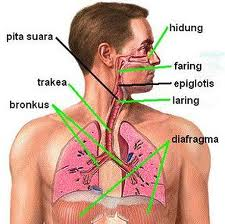 hidung
pita suara
faring
trakea
epiglotis
bronkus
laring
diafragma